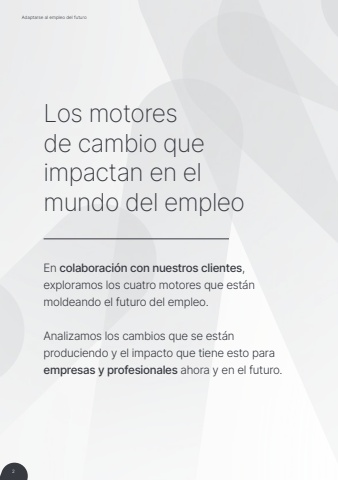 Adaptarse al empleo del futuro
Los motores
de cambio que
impactan en el
mundo del empleo
En colaboración con nuestros clientes,
exploramos los cuatro motores que están
moldeando el futuro del empleo.
Analizamos los cambios que se están
produciendo y el impacto que tiene esto para
empresas y profesionales ahora y en el futuro.
2